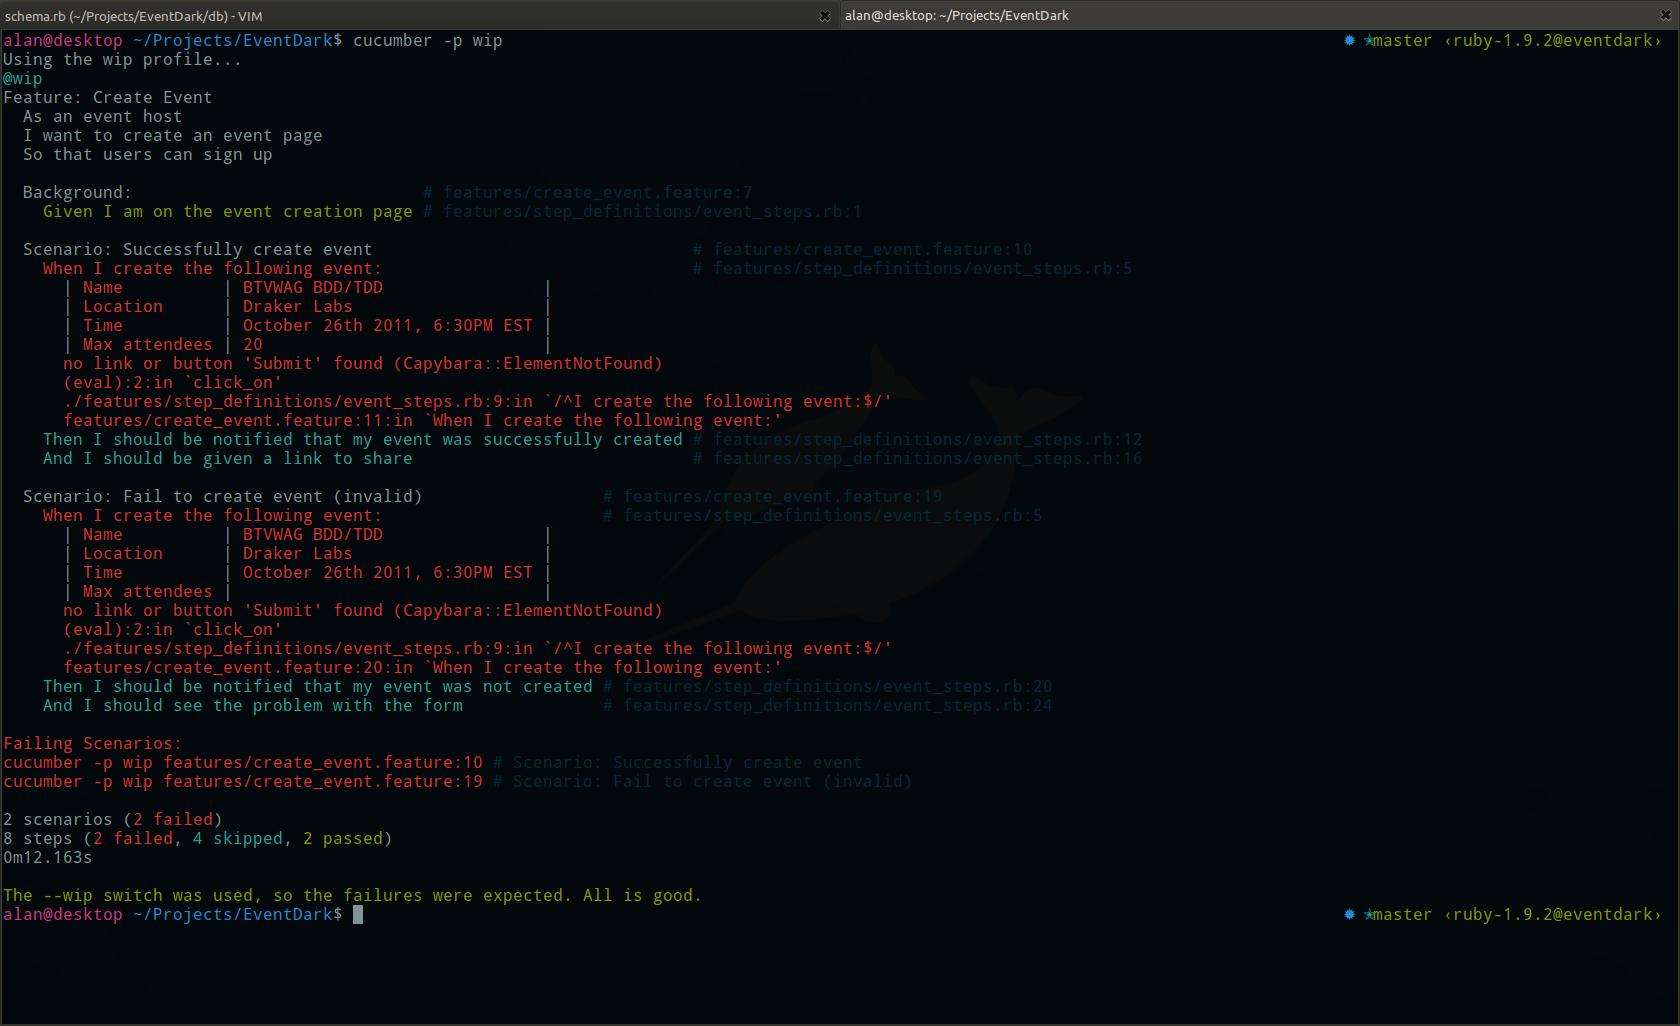 schema.rb (~/Projects/EventDark/db) - VIM
alan@desktop: ~/Projects/EventDark
alan@desktop ~/Projects/EventDark$ cucumber -p wip master ‹ruby-1.9.2@eventdark›
Using the wip profile...
@wip
Feature: Create Event
As an event host
I want to create an event page
So that users can sign up
Background: # features/create_event.feature:7
Given I am on the event creation page # features/step_definitions/event_steps.rb:1
Scenario: Successfully create event # features/create_event.feature:10
When I create the following event: # features/step_definitions/event_steps.rb:5
| Name | BTVWAG BDD/TDD |
| Location | Draker Labs |
| Time | October 26th 2011, 6:30PM EST |
| Max attendees | 20 |
no link or button 'Submit' found (Capybara::ElementNotFound)
(eval):2:in `click_on'
./features/step_definitions/event_steps.rb:9:in `/^I create the following event:$/'
features/create_event.feature:11:in `When I create the following event:'
Then I should be notified that my event was successfully created # features/step_definitions/event_steps.rb:12
And I should be given a link to share # features/step_definitions/event_steps.rb:16
Scenario: Fail to create event (invalid) # features/create_event.feature:19
When I create the following event: # features/step_definitions/event_steps.rb:5
| Name | BTVWAG BDD/TDD |
| Location | Draker Labs |
| Time | October 26th 2011, 6:30PM EST |
| Max attendees | |
no link or button 'Submit' found (Capybara::ElementNotFound)
(eval):2:in `click_on'
./features/step_definitions/event_steps.rb:9:in `/^I create the following event:$/'
features/create_event.feature:20:in `When I create the following event:'
Then I should be notified that my event was not created # features/step_definitions/event_steps.rb:20
And I should see the problem with the form # features/step_definitions/event_steps.rb:24
Failing Scenarios:
cucumber -p wip features/create_event.feature:10 # Scenario: Successfully create event
cucumber -p wip features/create_event.feature:19 # Scenario: Fail to create event (invalid)
2 scenarios (2 failed)
8 steps (2 failed, 4 skipped, 2 passed)
0m12.163s
The --wip switch was used, so the failures were expected. All is good.
alan@desktop ~/Projects/EventDark$ master ‹ruby-1.9.2@eventdark›